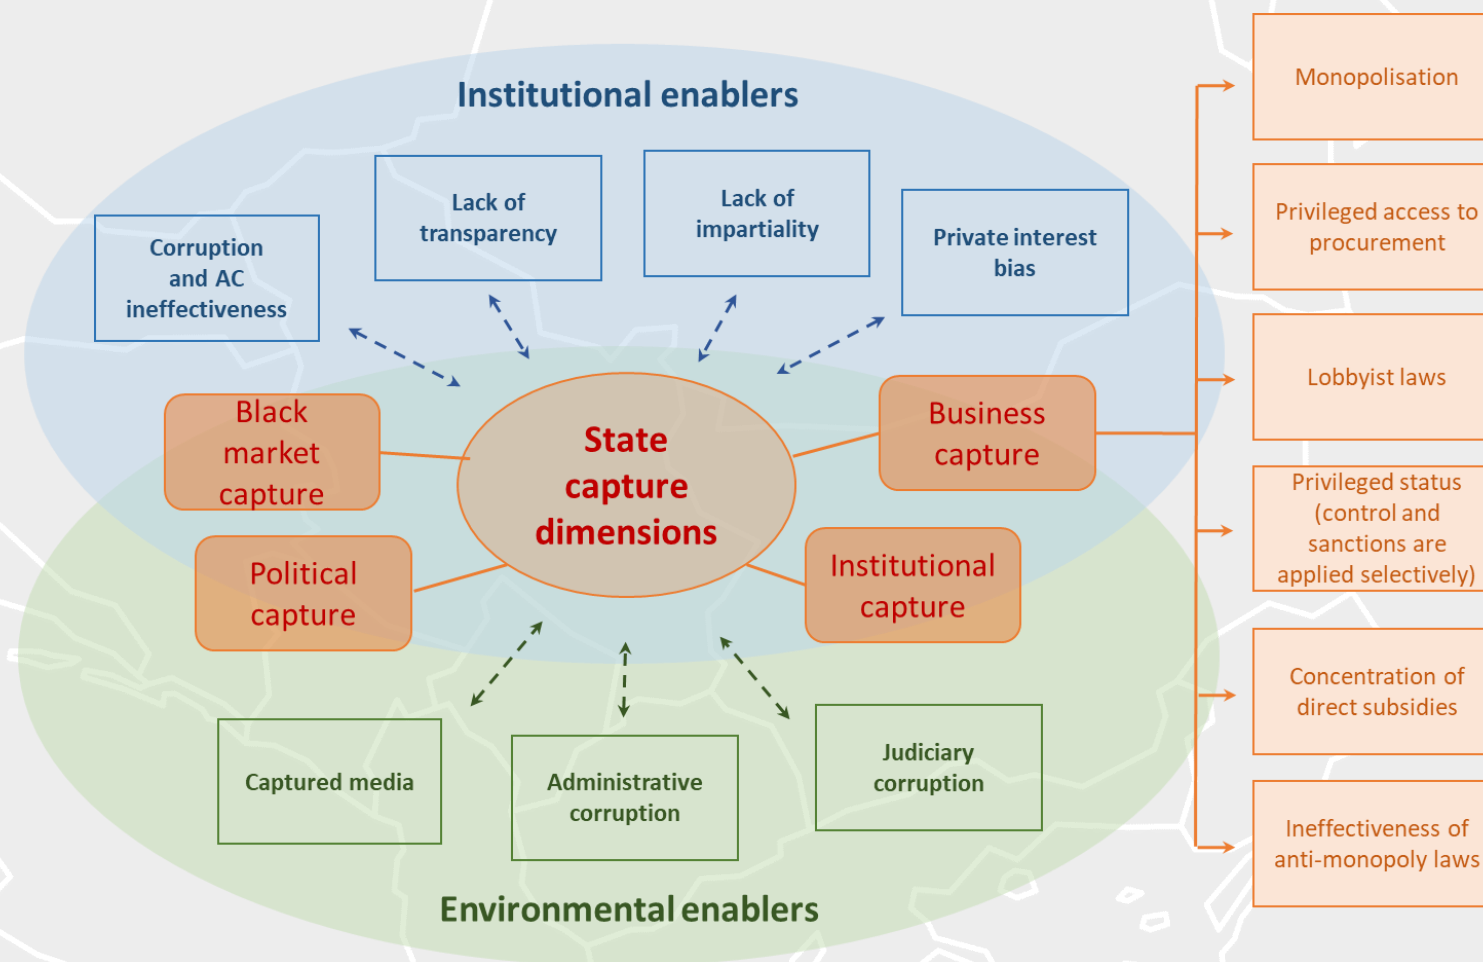 Institutional enablers
Corruption
and AC
ineffectiveness
Lack of
transparency
Lack of
impartiality
Private interest
bias
Black
market
capture
Political
capture
State
capture
dimensions
Business
capture
Institutional
capture
Captured media
Administrative
corruption
Judiciary
corruption
Environmental enablers
Monopolisation
Privileged access to
procurement
Lobbyist laws
Privileged status
(control and
sanctions are
applied selectively)
Concentration of
direct subsidies
Ineffectiveness of
anti-monopoly laws